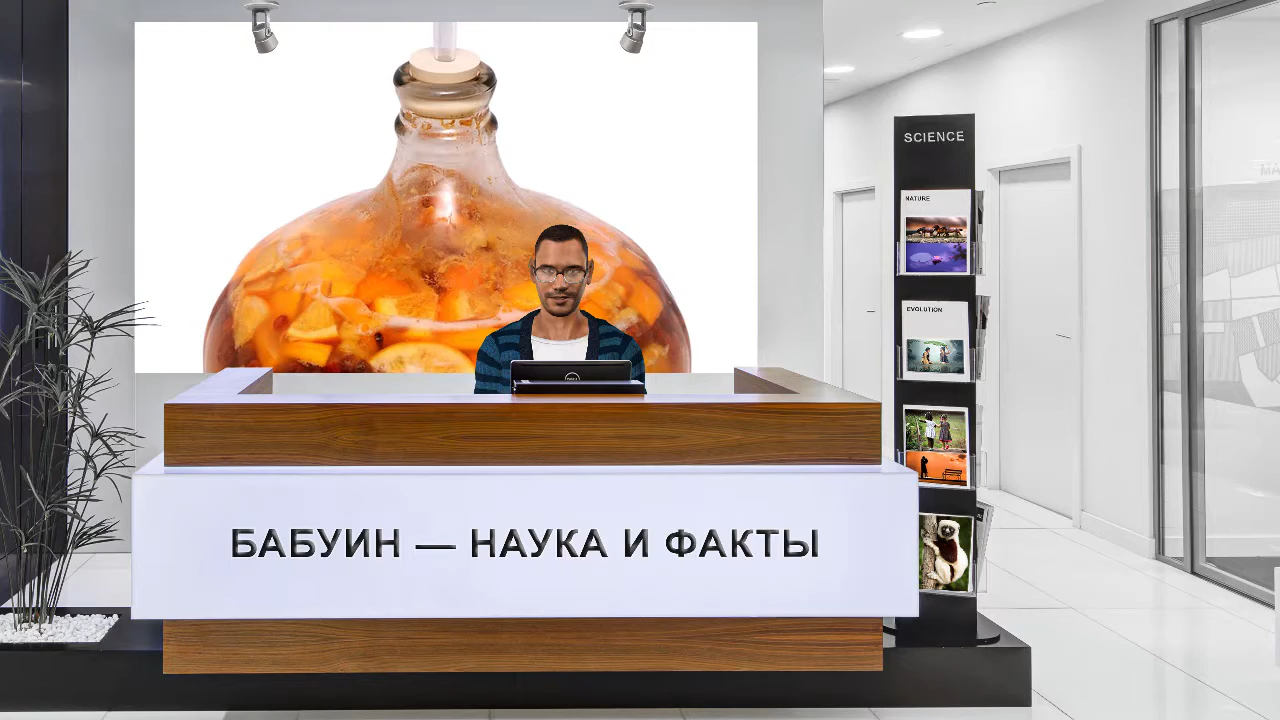 SCIENCE
NATURE
EVOLUTION
БАБУИН — НАУКА И ФАКТЫ